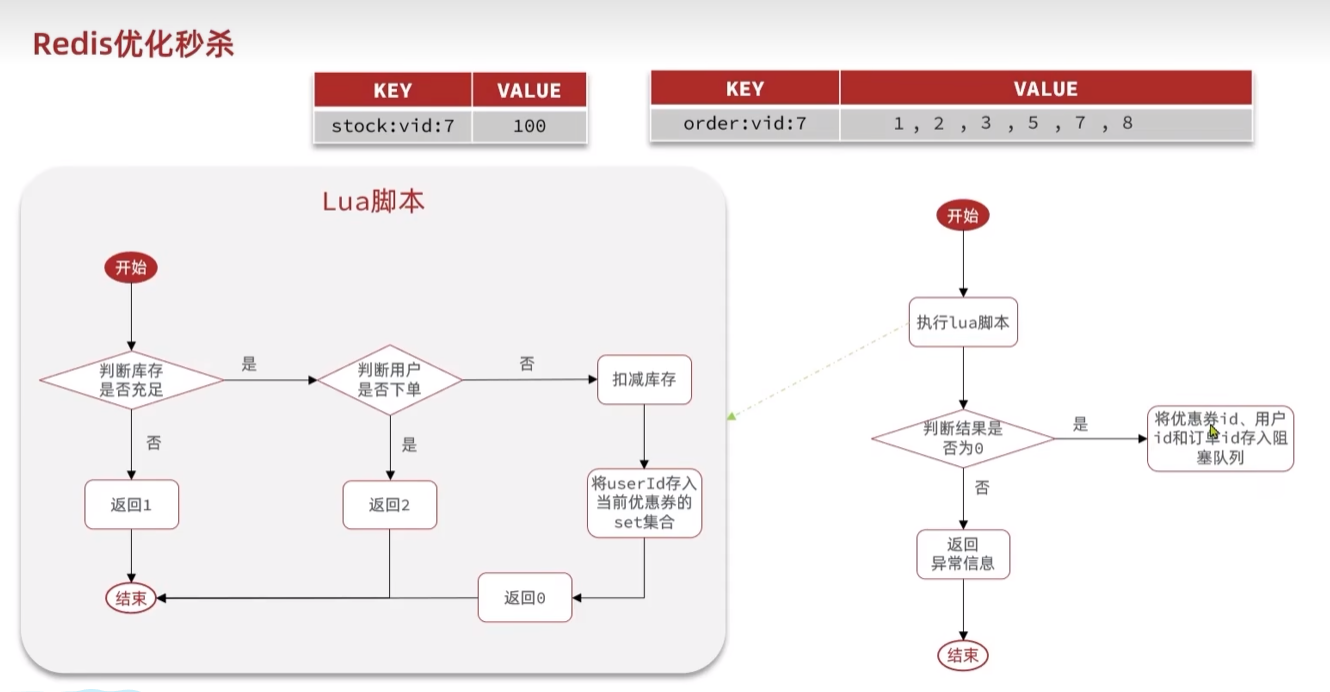 Redis优化秒杀
KEY VALUE
stock:vid:7 100
KEY VALUE
order:vid:7 1 , 2 , 3 , 5 , 7 , 8
Lua脚本
开始
判断库存
是否充足
是
判断用户
是否下单
否
扣减库存
否
返回1
是
返回2
将userId存入
当前优惠券的
set集合
返回0
结束
开始
执行lua脚本
判断结果是
否为0
是
将优惠券id、用户
id和订单id存入阻
塞队列
否
返回
异常信息
结束